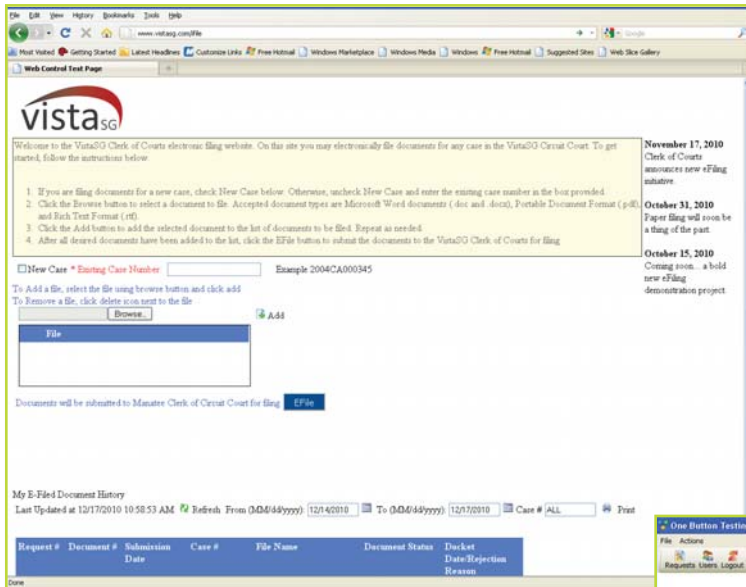 File Edit View History Bookmarks Tools Help
www.vistasg.com/ifile
Google
Most Visited Getting Started Latest Headlines Customize Links Free Hotmail Windows Marketplace Windows Media Windows Free Hotmail Suggested Sites Web Slice Gallery
Web Control Test Page
vistaSG
Welcome to the VistaSG Clerk of Courts electronic filing website. On this site you may electronically file documents for any case in the VistaSG Circuit Court. To get
started, follow the instructions below.
1. If you are filing documents for a new case, check New Case below. Otherwise, uncheck New Case and enter the existing case number in the box provided.
2. Click the Browse button to select a document to file. Accepted document types are Microsoft Word documents (.doc and .docx), Portable Document Format (.pdf),
and Rich Text Format (.rtf).
3. Click the Add button to add the selected document to the list of documents to be filed. Repeat as needed.
4. After all desired documents have been added to the list, click the EFile button to submit the documents to the VistaSG Clerk of Courts for filing
November 17, 2010
Clerk of Courts
announces new eFiling
initiative.
October 31, 2010
Paper filing will soon be
a thing of the past.
October 15, 2010
Coming soon... a bold
new eFiling
demonstration project.
New Case * Existing Case Number Example 2004CA000345
To Add a file, select the file using browse button and click add
To Remove a file, click delete icon next to the file
Browse... Add
File
Documents will be submitted to Manatee Clerk of Circuit Court for filing EFile
My E-Filed Document History
Last Updated at 12/17/2010 10:58:53 AM Refresh From (MM/dd/yyyy): 12/14/2010 To (MM/dd/yyyy): 12/17/2010 Case # ALL Print
Request # Document # Submission Date Case # File Name Document Status Docket Date/Rejection Reason
Done
One Button Testing
File Actions
Requests Users Logout